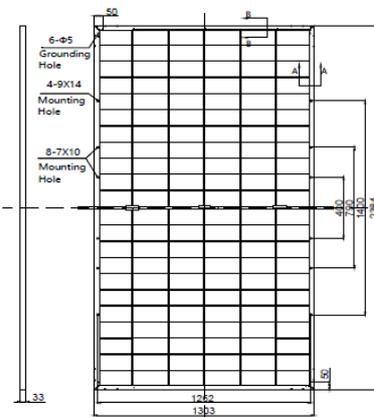 50
B
6-Φ5
Grounding
Hole
B
A
A
4-9X14
Mounting
Hole
8-7X10
Mounting
Hole
400
790
1400
2384
50
33
1262
1303